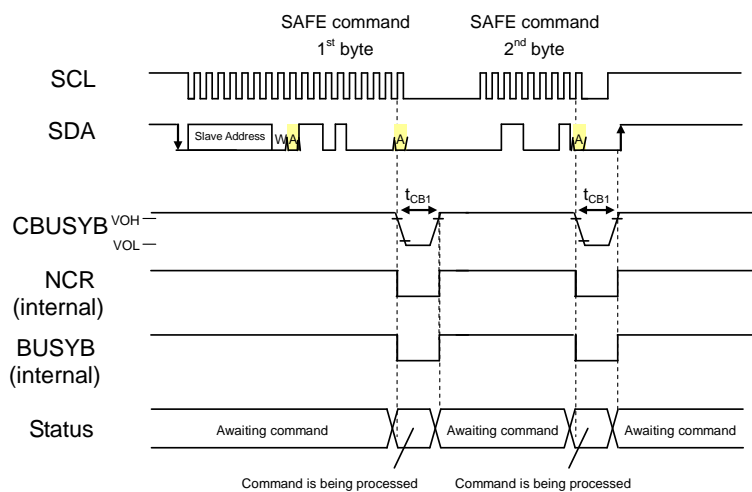 SAFE command
1st byte
SAFE command
2nd byte
SCL
SDA
Slave Address
W
A
A
A
tCB1
tCB1
CBUSYB
VOH
VOL
NCR
(internal)
BUSYB
(internal)
Status
Awaiting command
Awaiting command
Awaiting command
Command is being processed
Command is being processed